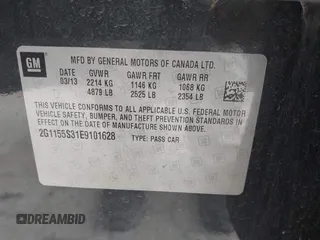 GM
MFD BY GENERAL MOTORS OF CANADA LTD.
DATE GVWR GAWR FRT GAWR RR
03/13 2214 KG 1146 KG 1068 KG
4879 LB 2525 LB 2354 LB
THIS VEHICLE CONFORMS TO ALL APPLICABLE U.S. FEDERAL
MOTOR VEHICLE SAFETY, BUMPER, AND THEFT PREVENTION STANDARDS IN
EFFECT ON THE DATE OF MANUFACTURE SHOWN ABOVE.
2G1155S31E9101628 TYPE: PASS CAR
DREAMBID